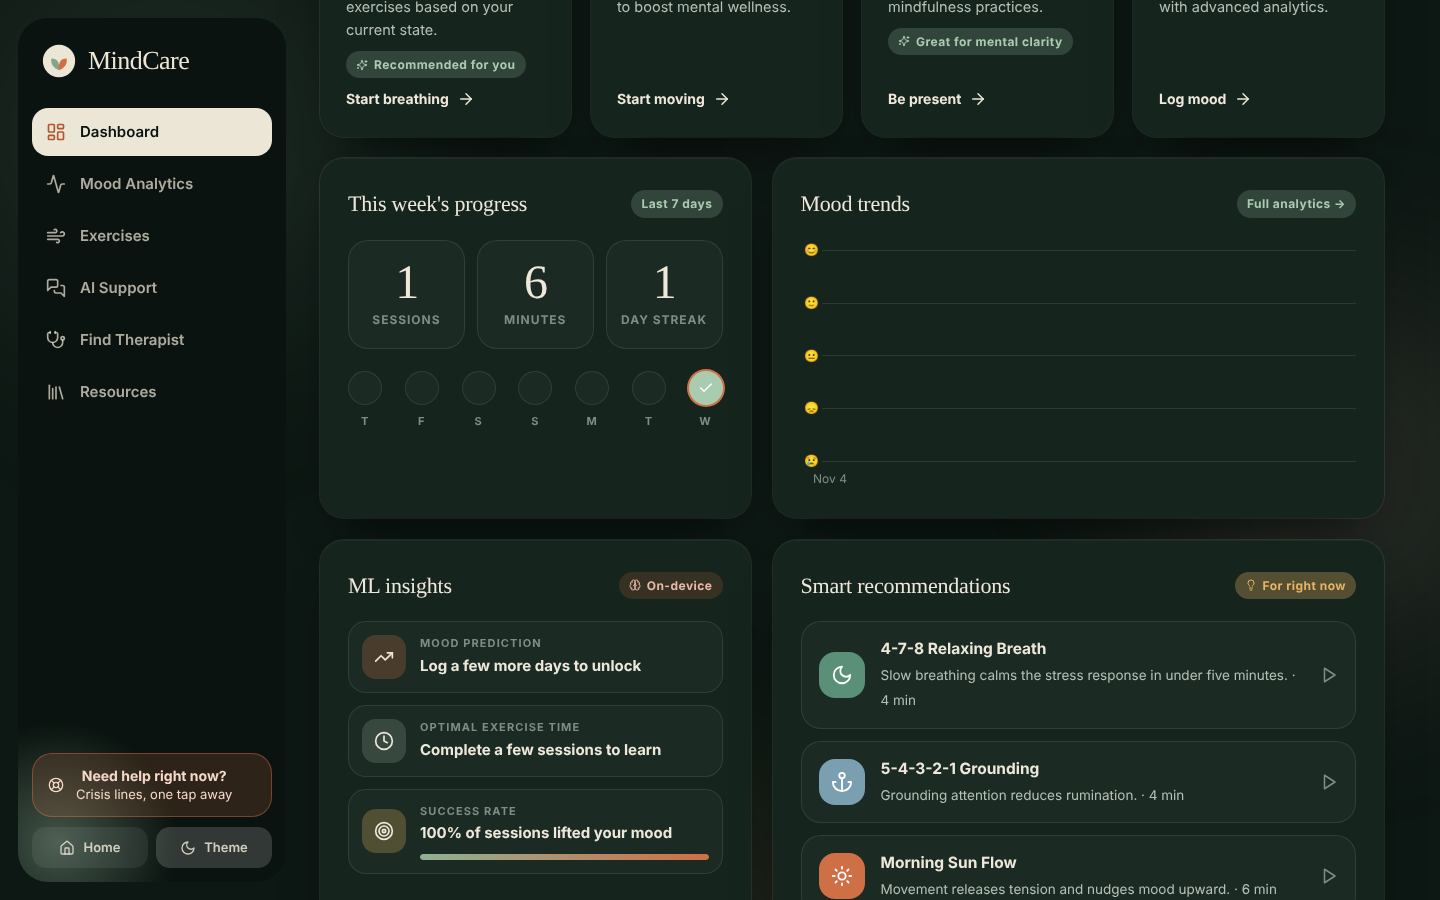 MindCare
Dashboard
Mood Analytics
Exercises
AI Support
Find Therapist
Resources
Need help right now?
Crisis lines, one tap away
Home
Theme
exercises based on your
current state.
Recommended for you
Start breathing →
to boost mental wellness.
Start moving →
mindfulness practices.
Great for mental clarity
Be present →
with advanced analytics.
Log mood →
This week's progress
Last 7 days
1
SESSIONS
6
MINUTES
1
DAY STREAK
T F S S M T W
Mood trends
Full analytics →
Nov 4
ML insights
On-device
MOOD PREDICTION
Log a few more days to unlock
OPTIMAL EXERCISE TIME
Complete a few sessions to learn
SUCCESS RATE
100% of sessions lifted your mood
Smart recommendations
For right now
4-7-8 Relaxing Breath
Slow breathing calms the stress response in under five minutes. ·
4 min
5-4-3-2-1 Grounding
Grounding attention reduces rumination. · 4 min
Morning Sun Flow
Movement releases tension and nudges mood upward. · 6 min